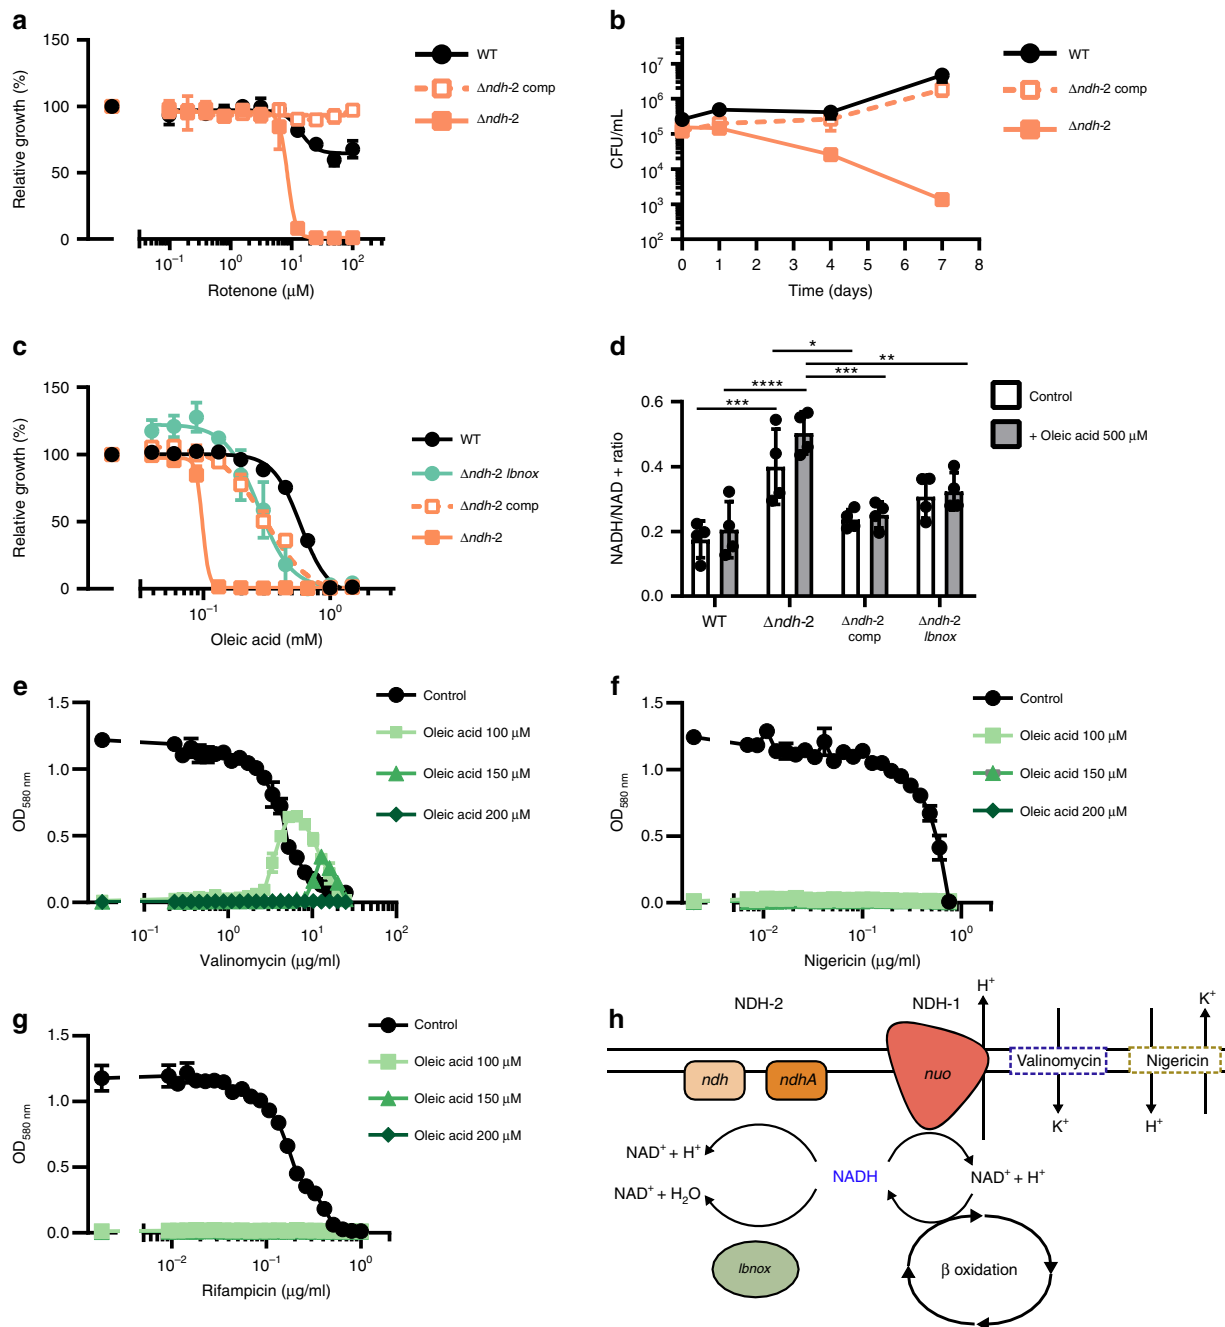 a
150
100
50
0
Relative growth (%)
10⁻¹
10⁰
10¹
10²
Rotenone (μM)
WT
Δndh-2 comp
Δndh-2
b
10⁷
10⁶
10⁵
10⁴
10³
10²
CFU/mL
0 1 2 3 4 5 6 7 8
Time (days)
WT
Δndh-2 comp
Δndh-2
c
150
100
50
0
Relative growth (%)
10⁻¹
10⁰
Oleic acid (mM)
WT
Δndh-2 lbnox
Δndh-2 comp
Δndh-2
d
0.6
0.4
0.2
0.0
NADH/NAD + ratio
*
**
***
****
***
WT
Δndh-2
Δndh-2
comp
Δndh-2
lbnox
Control
+ Oleic acid 500 μM
e
1.5
1.0
0.5
0.0
OD580 nm
10⁻¹
10⁰
10¹
10²
Valinomycin (μg/ml)
Control
Oleic acid 100 μM
Oleic acid 150 μM
Oleic acid 200 μM
f
1.5
1.0
0.5
0.0
OD580 nm
10⁻²
10⁻¹
10⁰
Nigericin (μg/ml)
Control
Oleic acid 100 μM
Oleic acid 150 μM
Oleic acid 200 μM
g
1.5
1.0
0.5
0.0
OD580 nm
10⁻²
10⁻¹
10⁰
Rifampicin (μg/ml)
Control
Oleic acid 100 μM
Oleic acid 150 μM
Oleic acid 200 μM
h
NDH-2
NDH-1
H⁺
K⁺
ndh
ndhA
nuo
Valinomycin
Nigericin
K⁺
H⁺
NAD⁺ + H⁺
NADH
NAD⁺ + H⁺
NAD⁺ + H₂O
lbnox
β oxidation